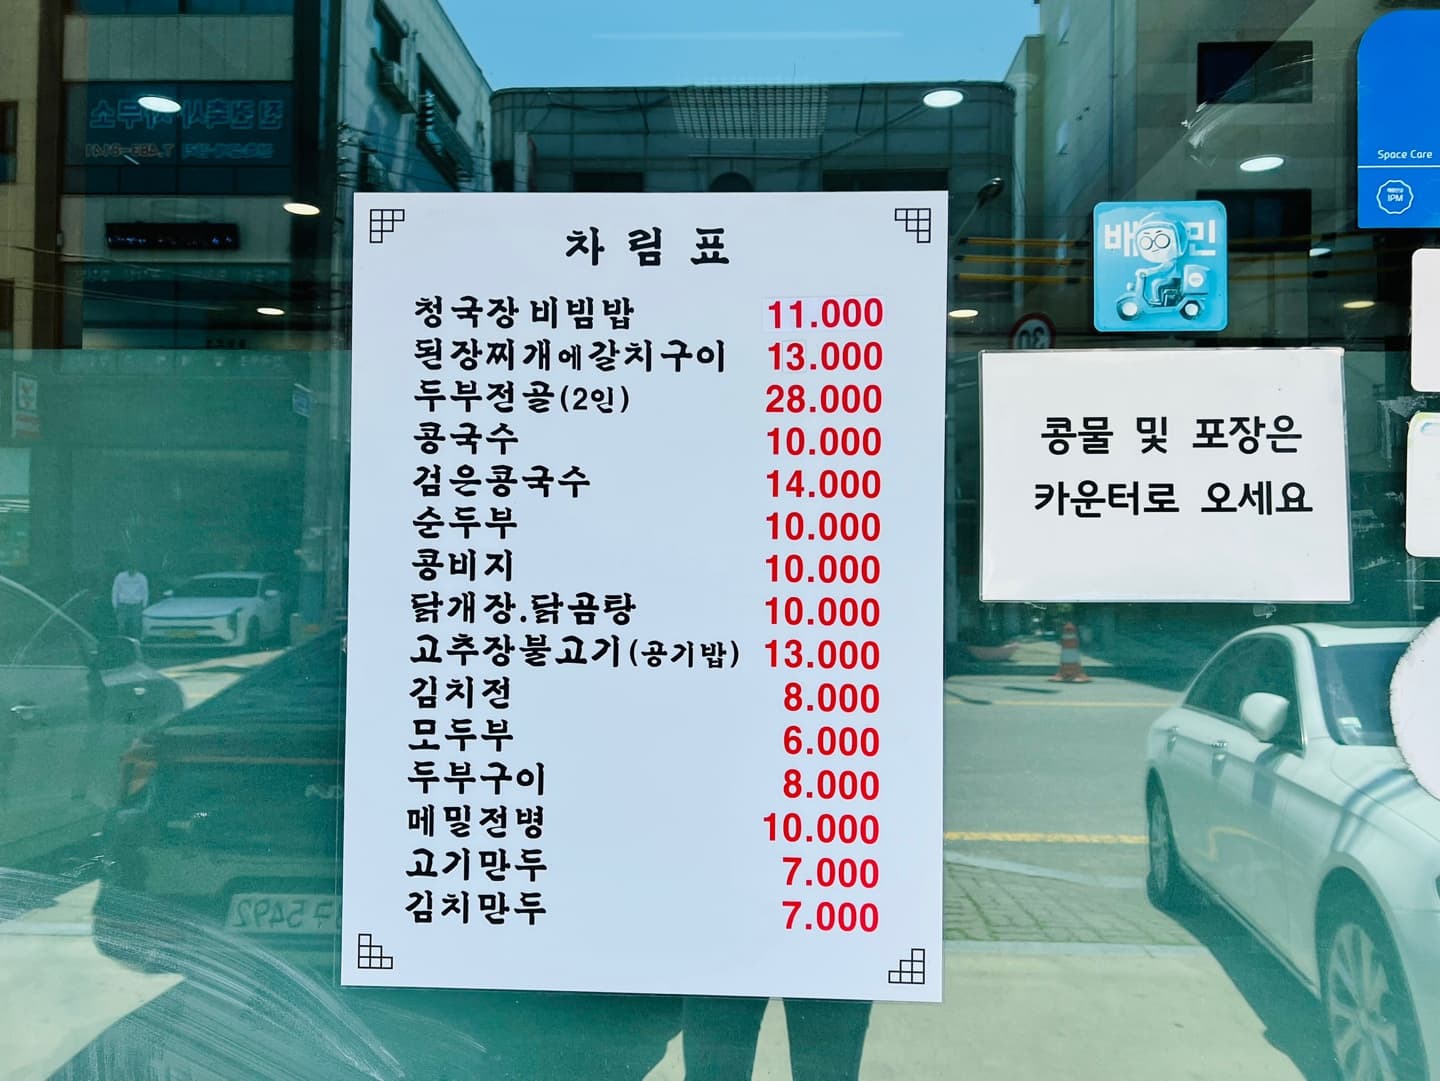 차림표
청국장 비빔밥 11.000
된장찌개에갈치구이 13.000
두부전골(2인) 28.000
콩국수 10.000
검은콩국수 14.000
순두부 10.000
콩비지 10.000
닭개장.닭곰탕 10.000
고추장불고기(공기밥) 13.000
김치전 8.000
모두부 6.000
두부구이 8.000
메밀전병 10.000
고기만두 7.000
김치만두 7.000
배민
콩물 및 포장은
카운터로 오세요
Space Care
IPM
30
5492